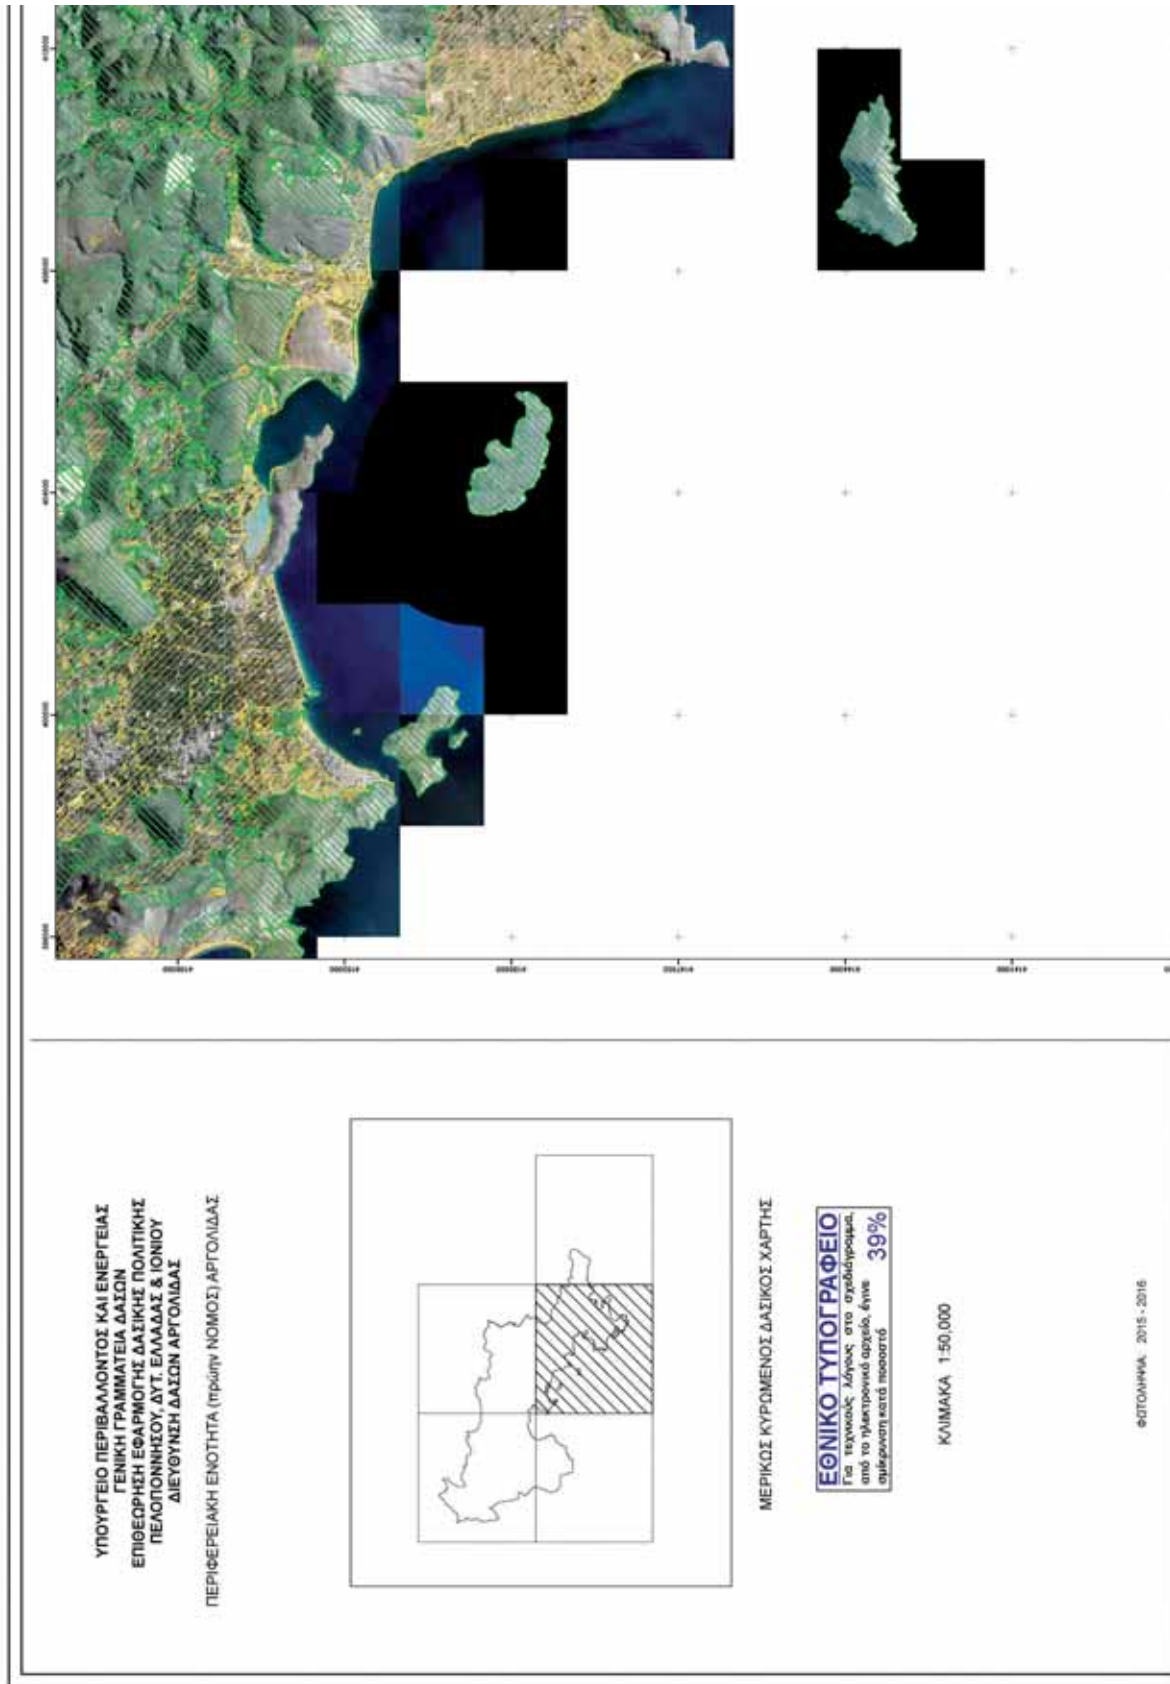 ΥΠΟΥΡΓΕΙΟ ΠΕΡΙΒΑΛΛΟΝΤΟΣ ΚΑΙ ΕΝΕΡΓΕΙΑΣ
ΓΕΝΙΚΗ ΓΡΑΜΜΑΤΕΙΑ ΔΑΣΩΝ
ΕΠΙΘΕΩΡΗΣΗ ΕΦΑΡΜΟΓΗΣ ΔΑΣΙΚΗΣ ΠΟΛΙΤΙΚΗΣ
ΠΕΛΟΠΟΝΝΗΣΟΥ, ΔΥΤ. ΕΛΛΑΔΑΣ & ΙΟΝΙΟΥ
ΔΙΕΥΘΥΝΣΗ ΔΑΣΩΝ ΑΡΓΟΛΙΔΑΣ
ΠΕΡΙΦΕΡΕΙΑΚΗ ΕΝΟΤΗΤΑ (πρώην ΝΟΜΟΣ) ΑΡΓΟΛΙΔΑΣ
ΜΕΡΙΚΩΣ ΚΥΡΩΜΕΝΟΣ ΔΑΣΙΚΟΣ ΧΑΡΤΗΣ
ΕΘΝΙΚΟ ΤΥΠΟΓΡΑΦΕΙΟ
Για τεχνικούς λόγους στο σχεδιάγραμμα,
από το ηλεκτρονικό αρχείο, έγινε
σμίκρυνση κατά ποσοστό 39%
ΚΛΙΜΑΚΑ 1:50,000
ΦΩΤΟΛΗΨΙΑ: 2015 - 2016